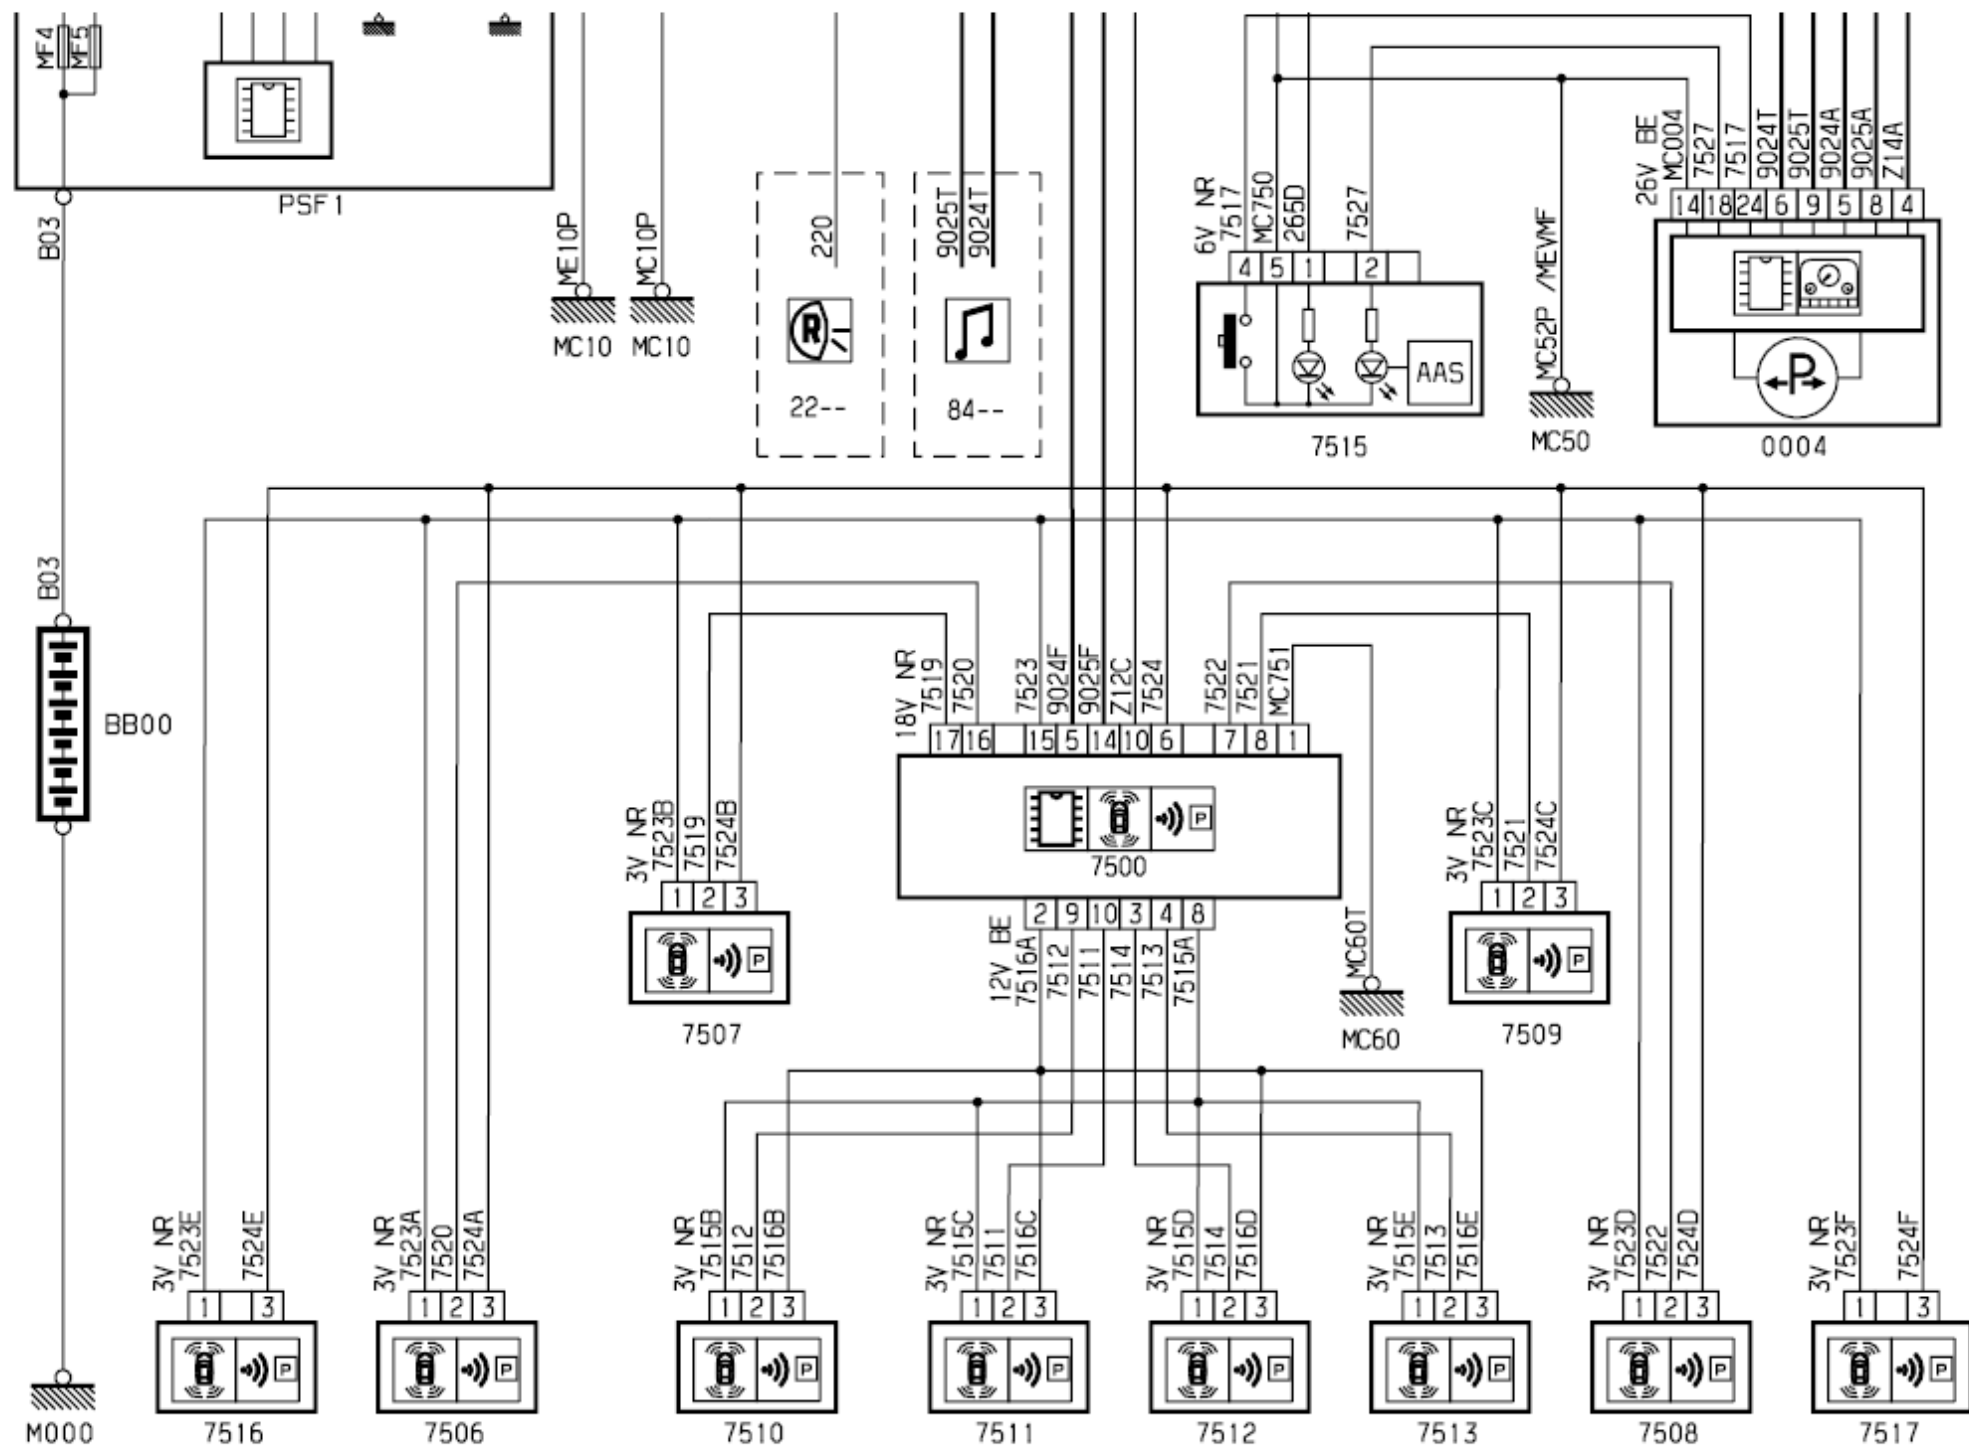 MF4
MF5
PSF1
B03
ME10P
MC10P
MC10 MC10
220
R
22--
9025T
9024T
84--
6V NR
7517
MC750
265D
7527
4 5 1 2
AAS
7515
MC52P /MEVMF
MC50
26V BE
MC004
7527
7517
9024T
9025T
9024A
9025A
Z14A
14 18 24 6 9 5 8 4
P
0004
B03
BB00
M000
18V NR
7519
7520
7523
9024F
9025F
Z12C
7524
7522
7521
MC751
17 16 15 5 14 10 6 7 8 1
P
7500
2 9 10 3 4 8
12V BE
7516A
7512
7511
7514
7513
7515A
MC60T
MC60
3V NR
7523B
7519
7524B
1 2 3
P
7507
3V NR
7523C
7521
7524C
1 2 3
P
7509
3V NR
7523E
7524E
1 3
P
7516
3V NR
7523A
7520
7524A
1 2 3
P
7506
3V NR
7515B
7512
7516B
1 2 3
P
7510
3V NR
7515C
7511
7516C
1 2 3
P
7511
3V NR
7515D
7514
7516D
1 2 3
P
7512
3V NR
7515E
7513
7516E
1 2 3
P
7513
3V NR
7523D
7522
7524D
1 2 3
P
7508
3V NR
7523F
7524F
1 3
P
7517